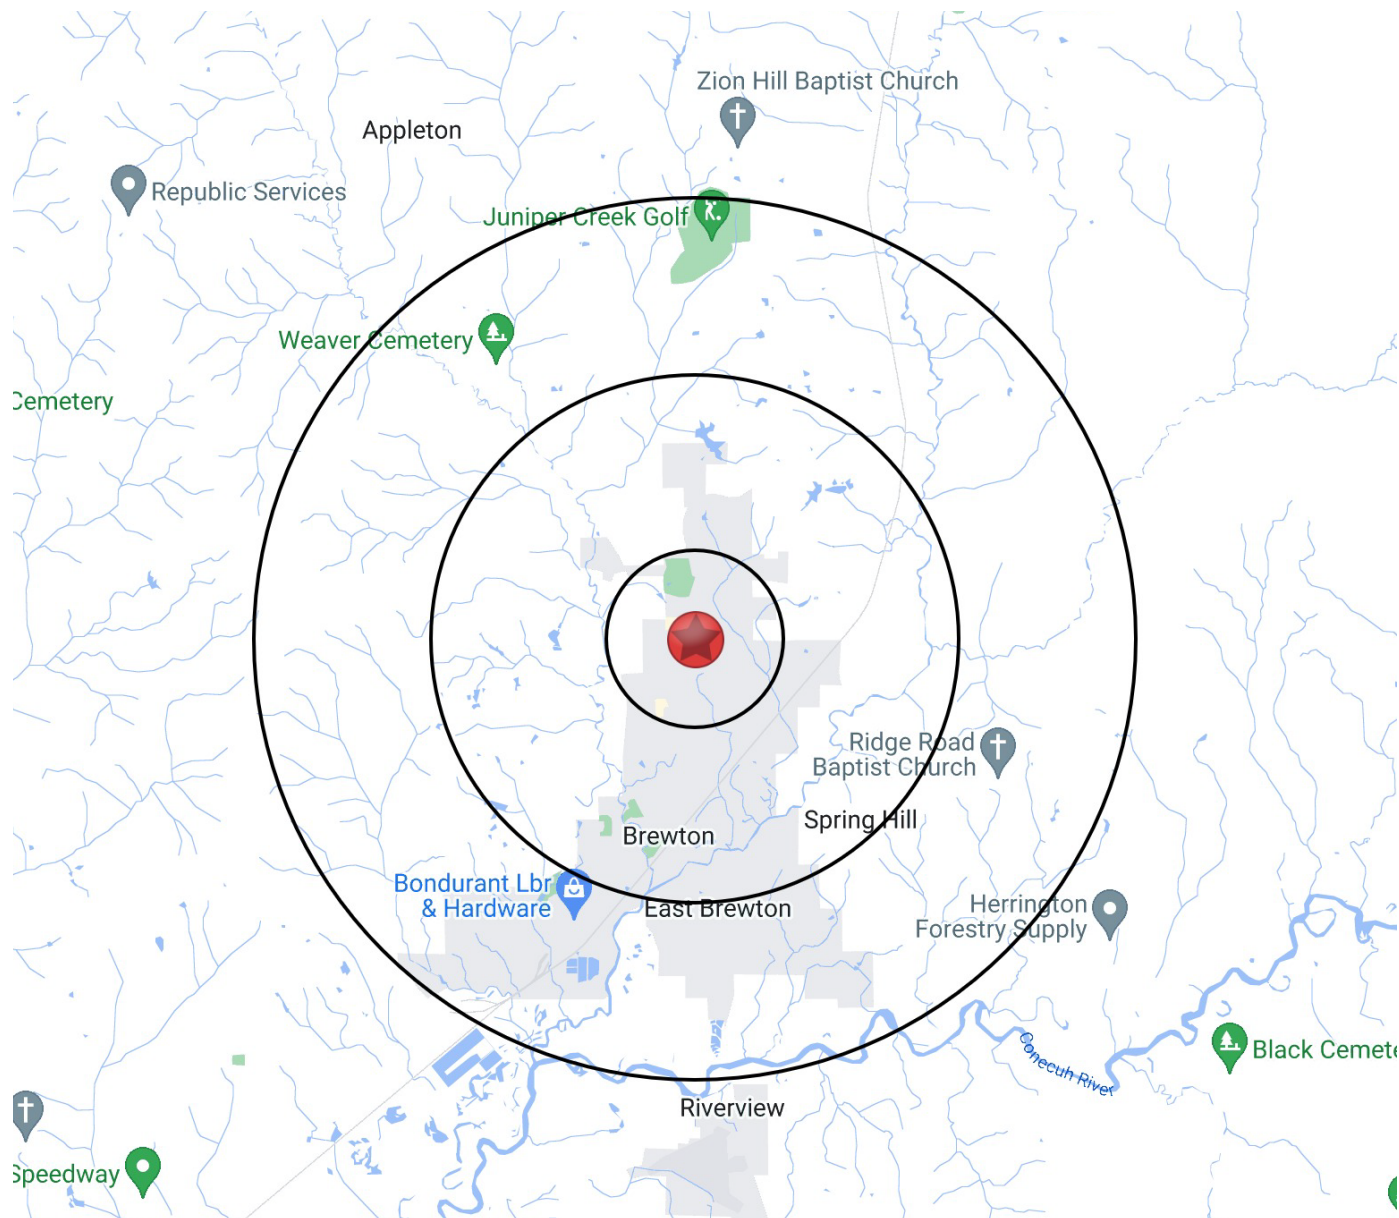 Zion Hill Baptist Church
Appleton
Republic Services
Juniper Creek Golf
Weaver Cemetery
Cemetery
Ridge Road
Baptist Church
Spring Hill
Brewton
Bondurant Lbr
& Hardware
East Brewton
Herrington
Forestry Supply
Conecuh River
Black Cemete
Riverview
Speedway